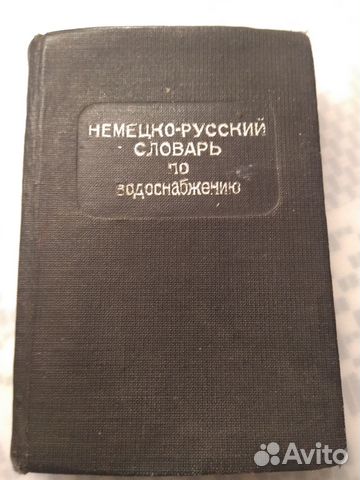 НЕМЕЦКО-РУССКИЙ
СЛОВАРЬ
ПО
ВОДОСНАБЖЕНИЮ
Avito